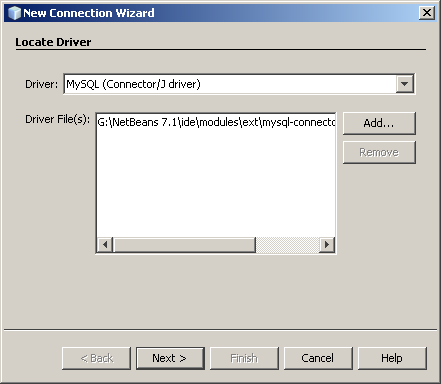 New Connection Wizard
Locate Driver
Driver: MySQL (Connector/J driver)
Driver File(s): G:\NetBeans 7.1\ide\modules\ext\mysql-connecto
Add...
Remove
< Back Next > Finish Cancel Help